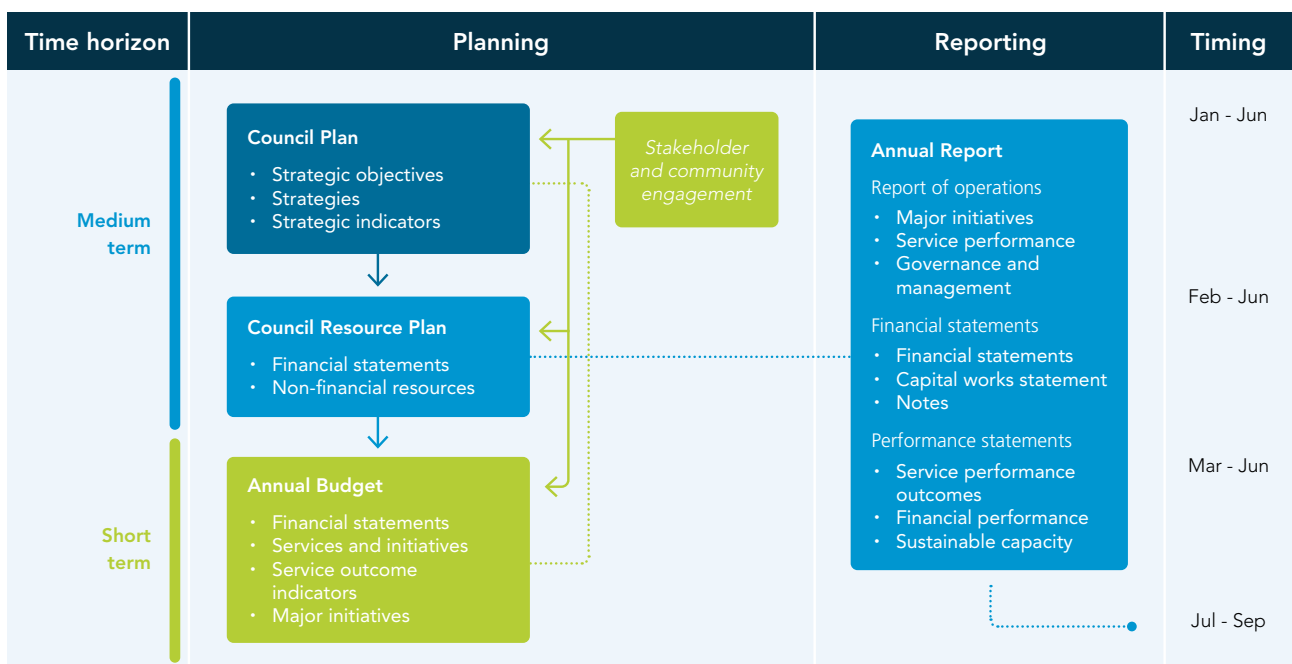 Time horizon
Planning
Reporting
Timing
Medium
term
Short
term
Council Plan
• Strategic objectives
• Strategies
• Strategic indicators
Stakeholder
and community
engagement
Council Resource Plan
• Financial statements
• Non-financial resources
Annual Budget
• Financial statements
• Services and initiatives
• Service outcome
indicators
• Major initiatives
Annual Report
Report of operations
• Major initiatives
• Service performance
• Governance and
management
Financial statements
• Financial statements
• Capital works statement
• Notes
Performance statements
• Service performance
outcomes
• Financial performance
• Sustainable capacity
Jan - Jun
Feb - Jun
Mar - Jun
Jul - Sep